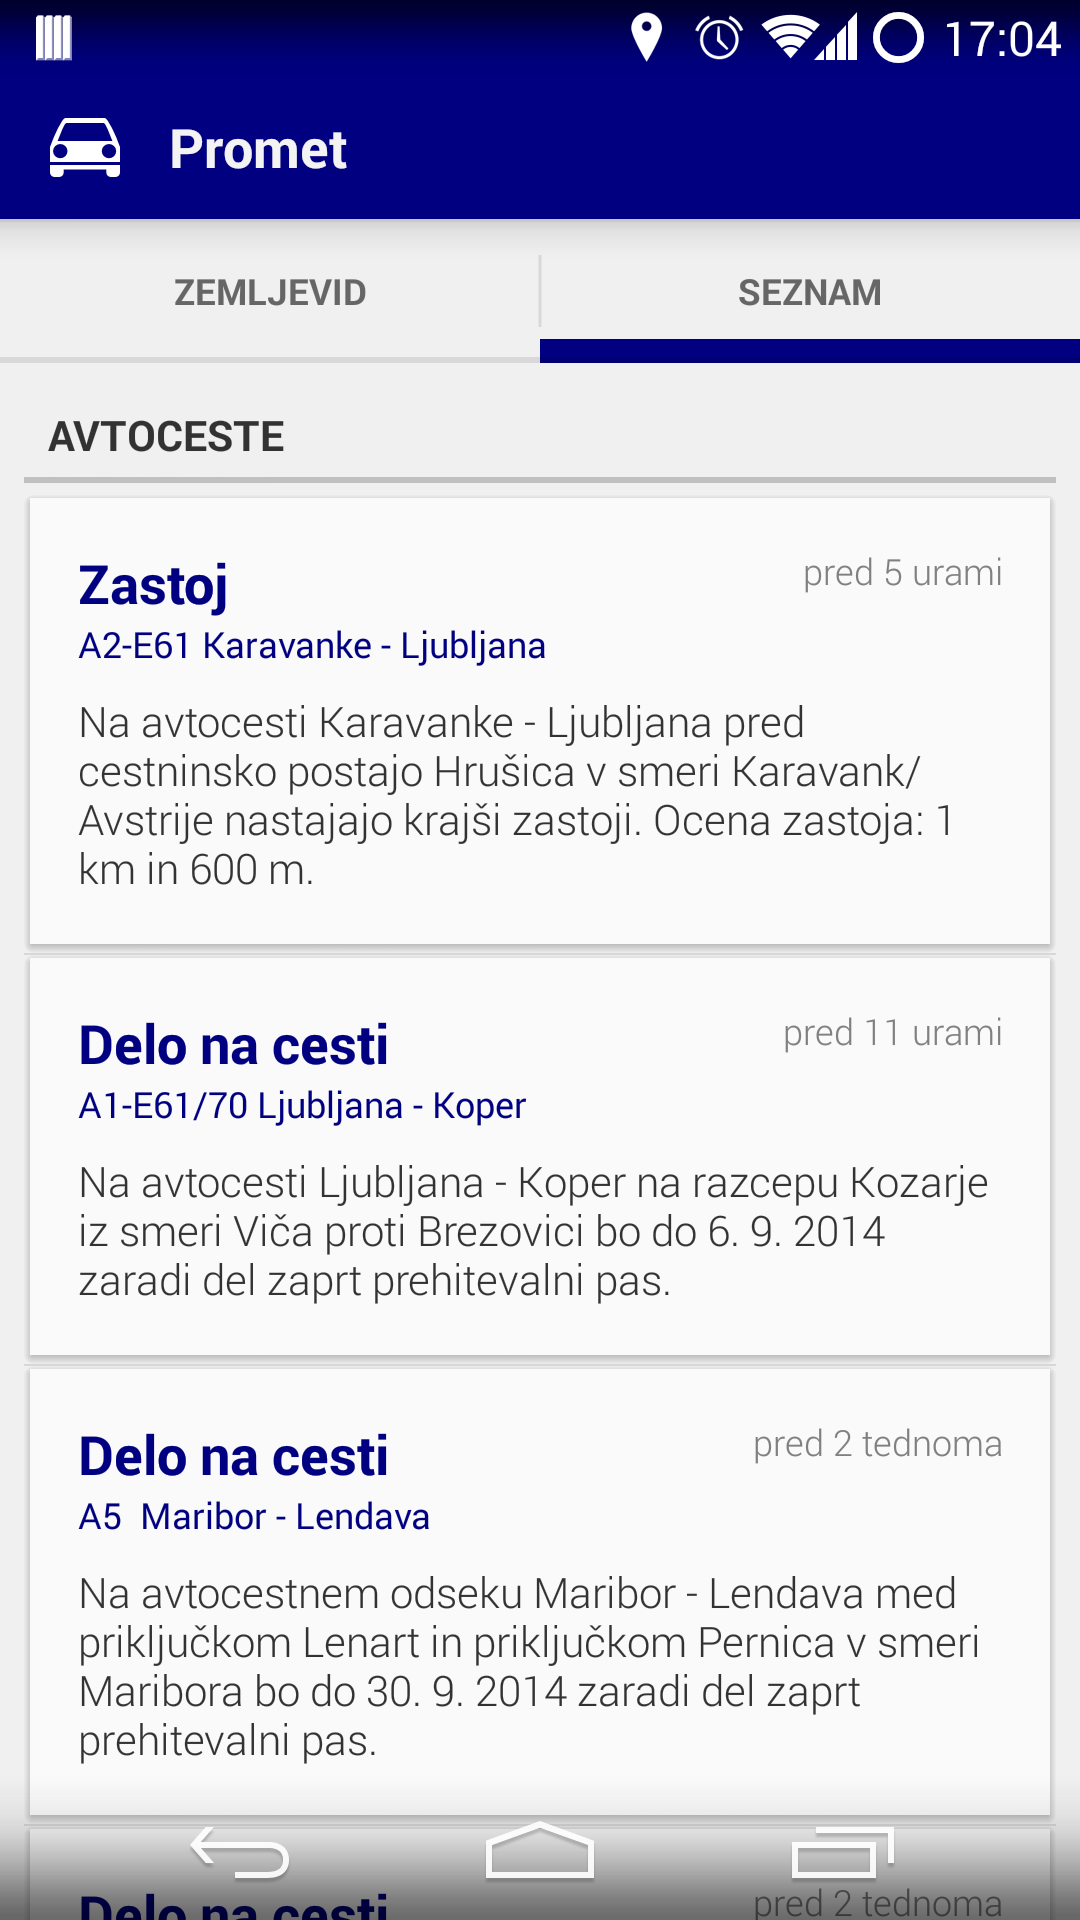 17:04
Promet
ZEMLJEVID
SEZNAM
AVTOCESTE
Zastoj
pred 5 urami
A2-E61 Karavanke - Ljubljana
Na avtocesti Karavanke - Ljubljana pred
cestninsko postajo Hrušica v smeri Karavank/
Avstrije nastajajo krajši zastoji. Ocena zastoja: 1
km in 600 m.
Delo na cesti
pred 11 urami
A1-E61/70 Ljubljana - Koper
Na avtocesti Ljubljana - Koper na razcepu Kozarje
iz smeri Viča proti Brezovici bo do 6. 9. 2014
zaradi del zaprt prehitevalni pas.
Delo na cesti
pred 2 tednoma
A5  Maribor - Lendava
Na avtocestnem odseku Maribor - Lendava med
priključkom Lenart in priključkom Pernica v smeri
Maribora bo do 30. 9. 2014 zaradi del zaprt
prehitevalni pas.
Delo na cesti
pred 2 tednoma